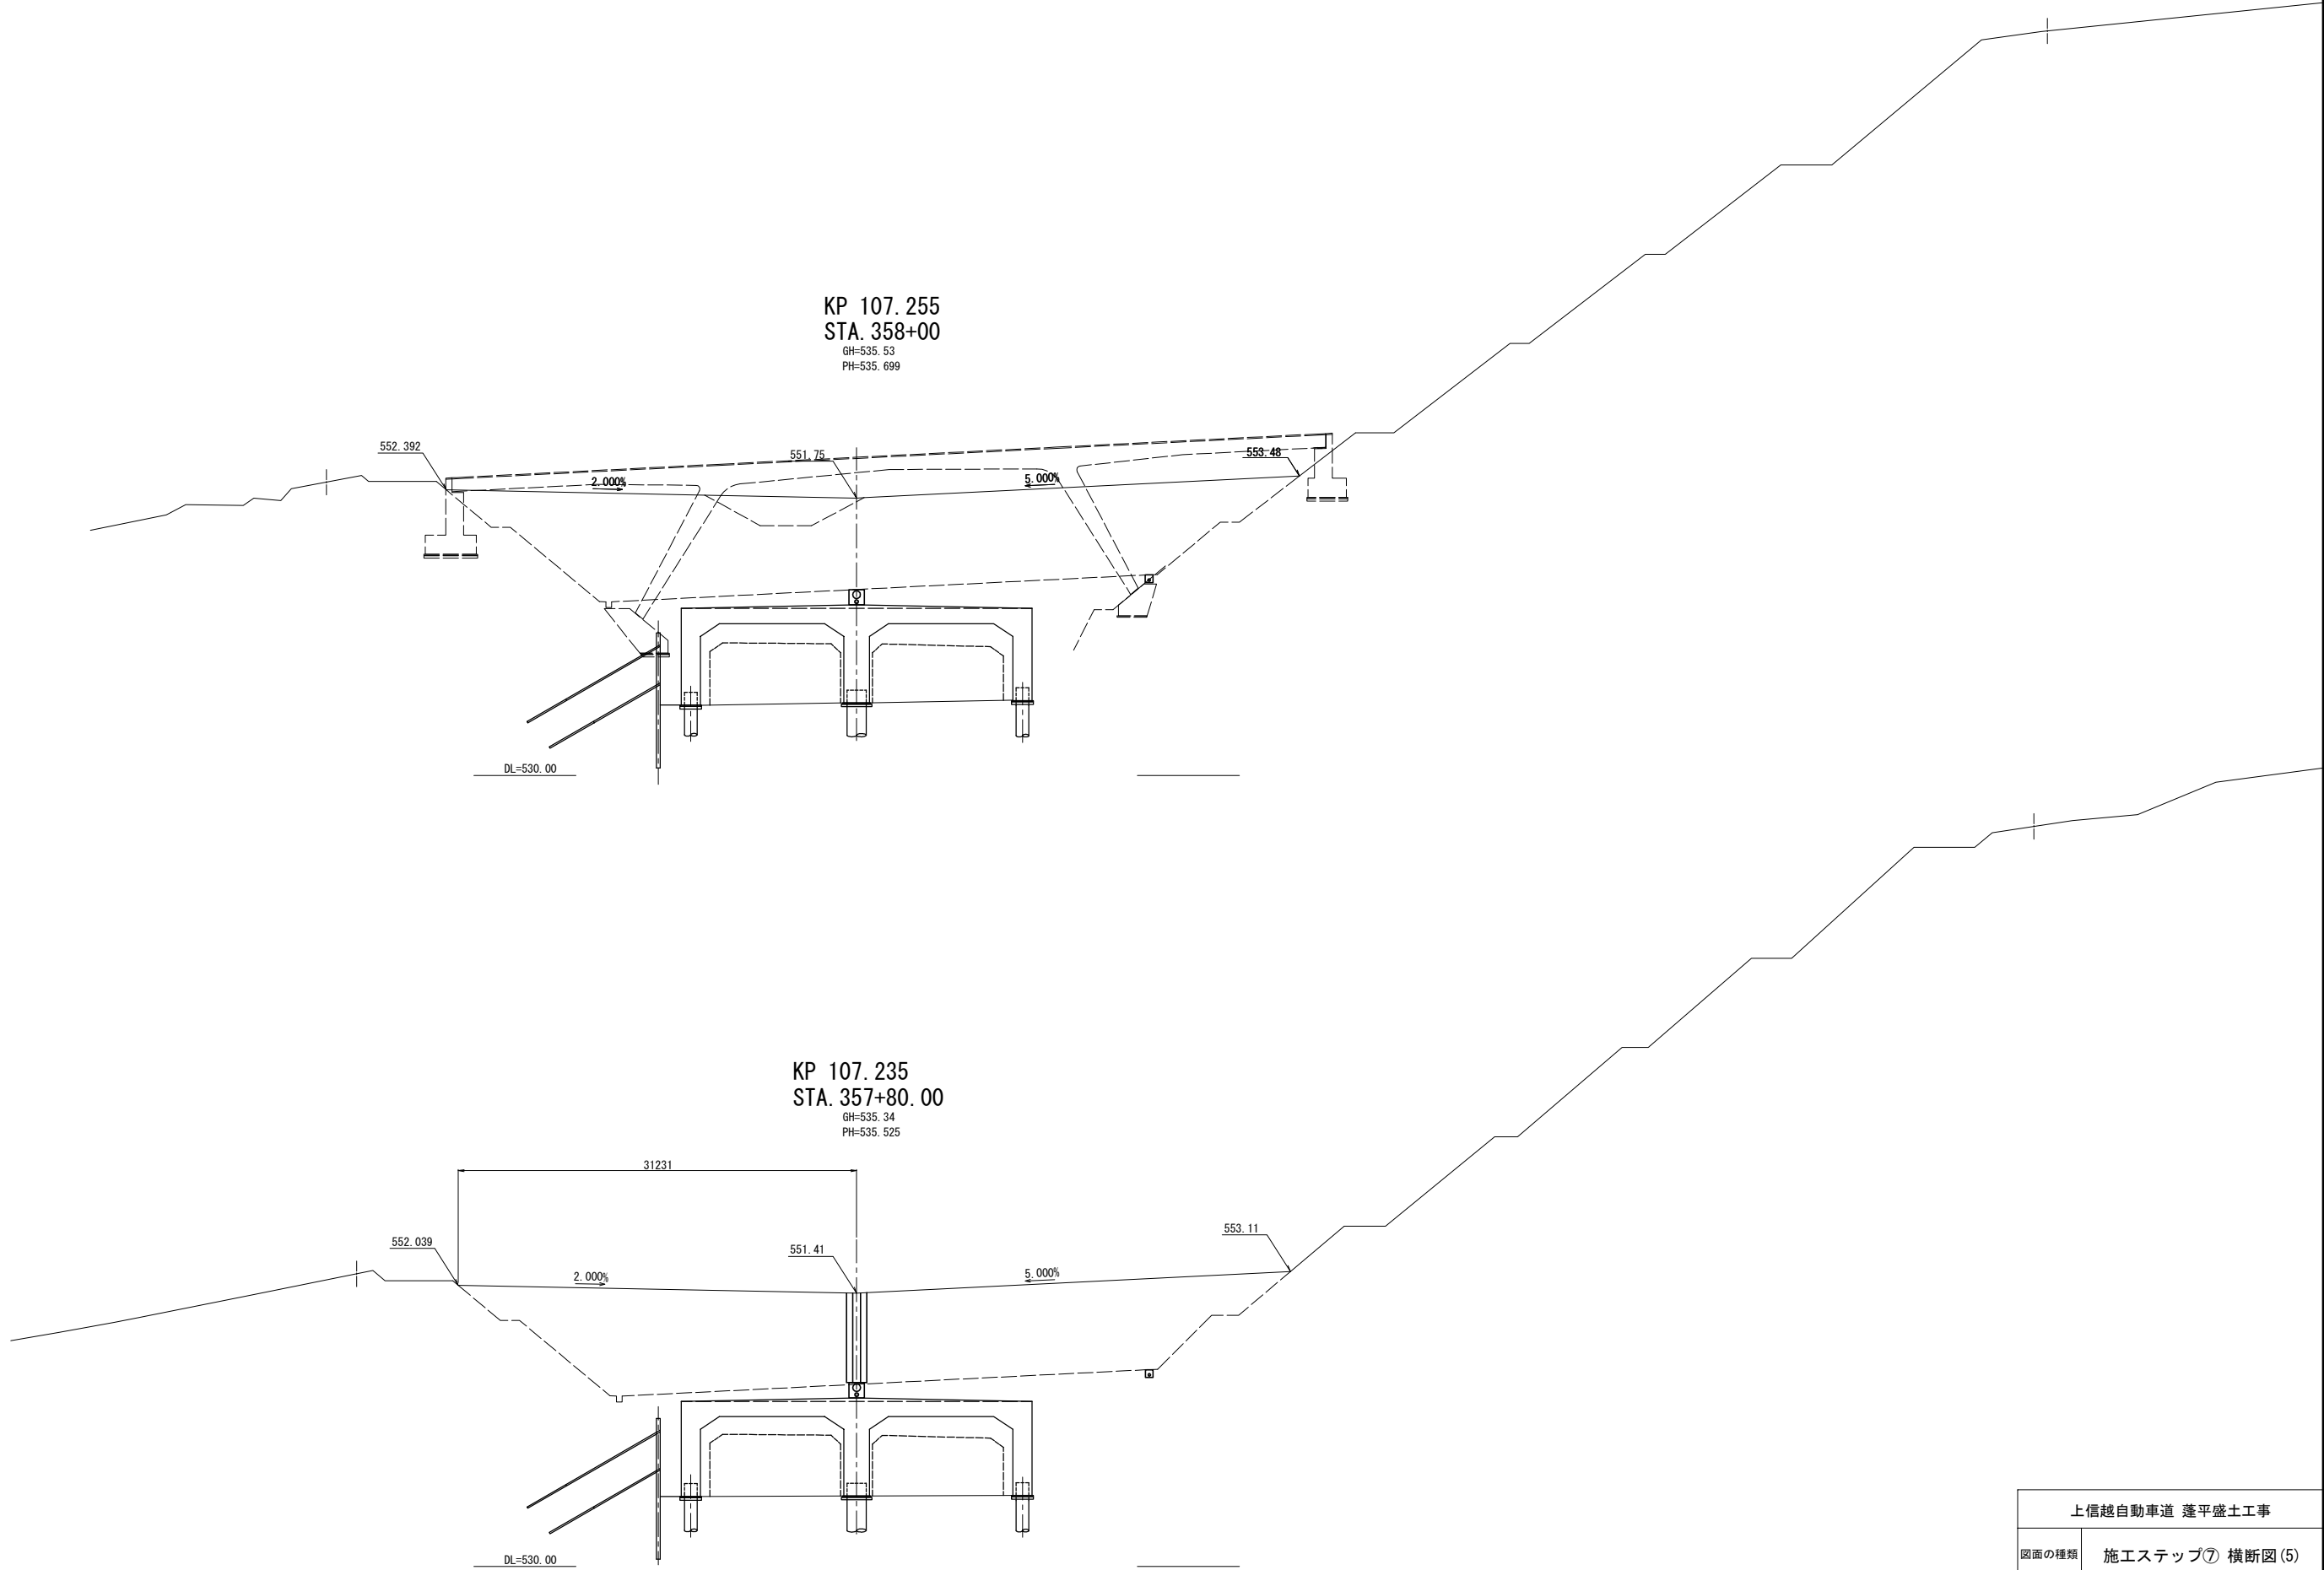 KP 107.255
STA.358+00
GH=535.53
PH=535.699
552.392
551.75
553.48
2.000%
5.000%
DL=530.00
KP 107.235
STA.357+80.00
GH=535.34
PH=535.525
31231
552.039
551.41
553.11
2.000%
5.000%
DL=530.00
上信越自動車道 蓬平盛土工事
図面の種類 施工ステップ⑦ 横断図(5)